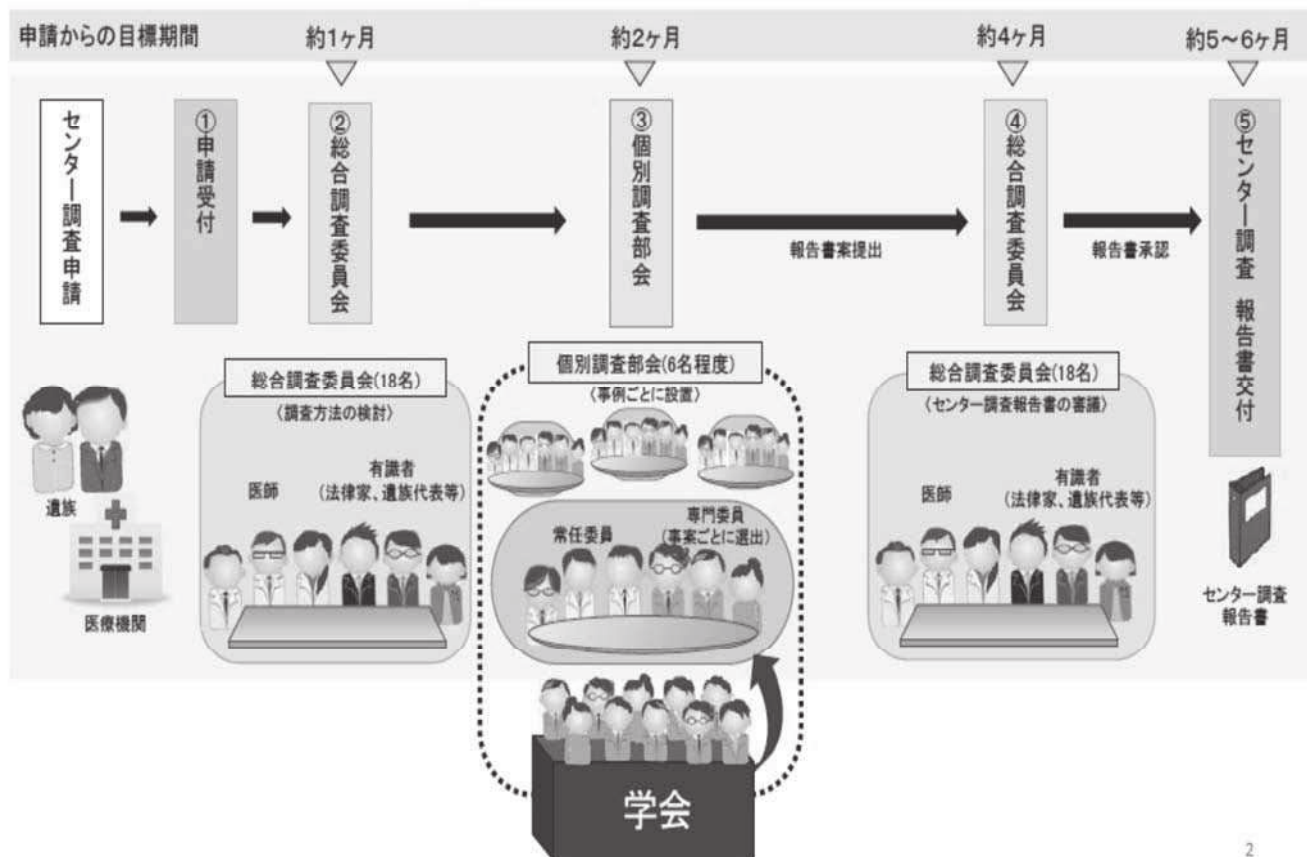 申請からの目標期間
約1ヶ月
約2ヶ月
約4ヶ月
約5～6ヶ月
センター調査申請
①申請受付
②総合調査委員会
③個別調査部会
報告書案提出
④総合調査委員会
報告書承認
⑤センター調査 報告書交付
遺族
医療機関
総合調査委員会(18名)
〈調査方法の検討〉
医師
有識者
(法律家、遺族代表等)
個別調査部会(6名程度)
〈事例ごとに設置〉
常任委員
専門委員
(事案ごとに選出)
学会
総合調査委員会(18名)
〈センター調査報告書の審議〉
医師
有識者
(法律家、遺族代表等)
センター調査
報告書
2